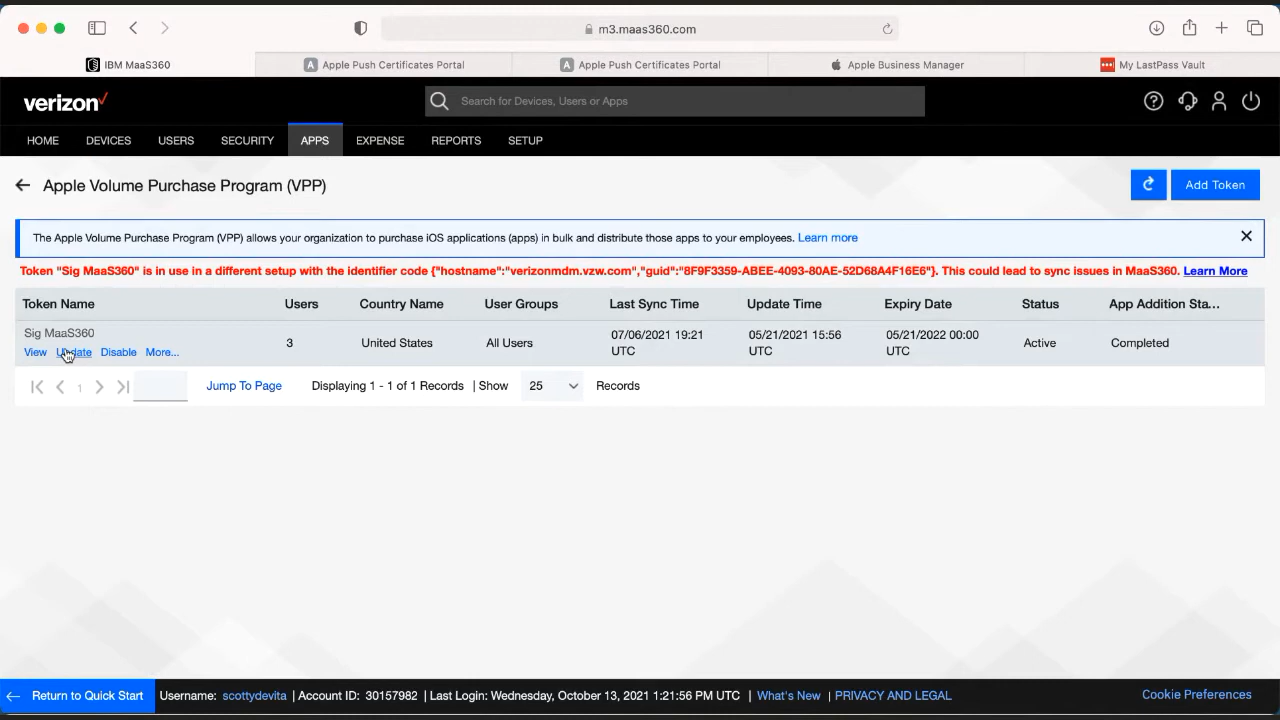 m3.maas360.com
IBM MaaS360
Apple Push Certificates Portal
Apple Push Certificates Portal
Apple Business Manager
My LastPass Vault
verizon
Search for Devices, Users or Apps
HOME DEVICES USERS SECURITY APPS EXPENSE REPORTS SETUP
Apple Volume Purchase Program (VPP)
Add Token
The Apple Volume Purchase Program (VPP) allows your organization to purchase iOS applications (apps) in bulk and distribute those apps to your employees. Learn more
Token "Sig MaaS360" is in use in a different setup with the identifier code {"hostname":"verizonmdm.vzw.com","guid":"8F9F3359-ABEE-4093-80AE-52D68A4F16E6"}. This could lead to sync issues in MaaS360. Learn More
Token Name Users Country Name User Groups Last Sync Time Update Time Expiry Date Status App Addition Sta...
Sig MaaS360
View Update Disable More...
3
United States
All Users
07/06/2021 19:21
UTC
05/21/2021 15:56
UTC
05/21/2022 00:00
UTC
Active
Completed
1 Jump To Page Displaying 1 - 1 of 1 Records | Show 25 Records
Return to Quick Start Username: scottydevita | Account ID: 30157982 | Last Login: Wednesday, October 13, 2021 1:21:56 PM UTC | What's New | PRIVACY AND LEGAL Cookie Preferences